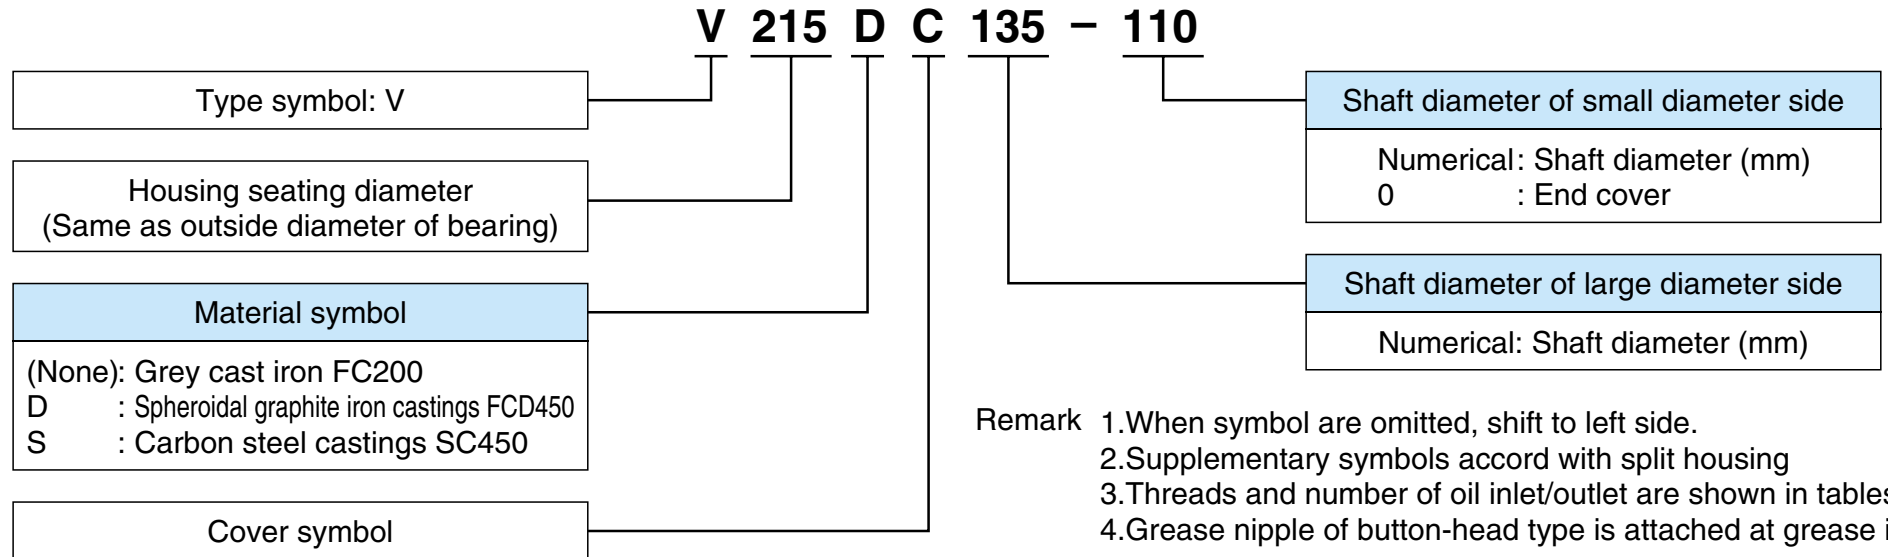 V 215 D C 135 – 110
Type symbol: V
Housing seating diameter
(Same as outside diameter of bearing)
Material symbol
(None): Grey cast iron FC200
D : Spheroidal graphite iron castings FCD450
S : Carbon steel castings SC450
Cover symbol
Shaft diameter of small diameter side
Numerical: Shaft diameter (mm)
0 : End cover
Shaft diameter of large diameter side
Numerical: Shaft diameter (mm)
Remark 1.When symbol are omitted, shift to left side.
2.Supplementary symbols accord with split housing
3.Threads and number of oil inlet/outlet are shown in tables
4.Grease nipple of button-head type is attached at grease